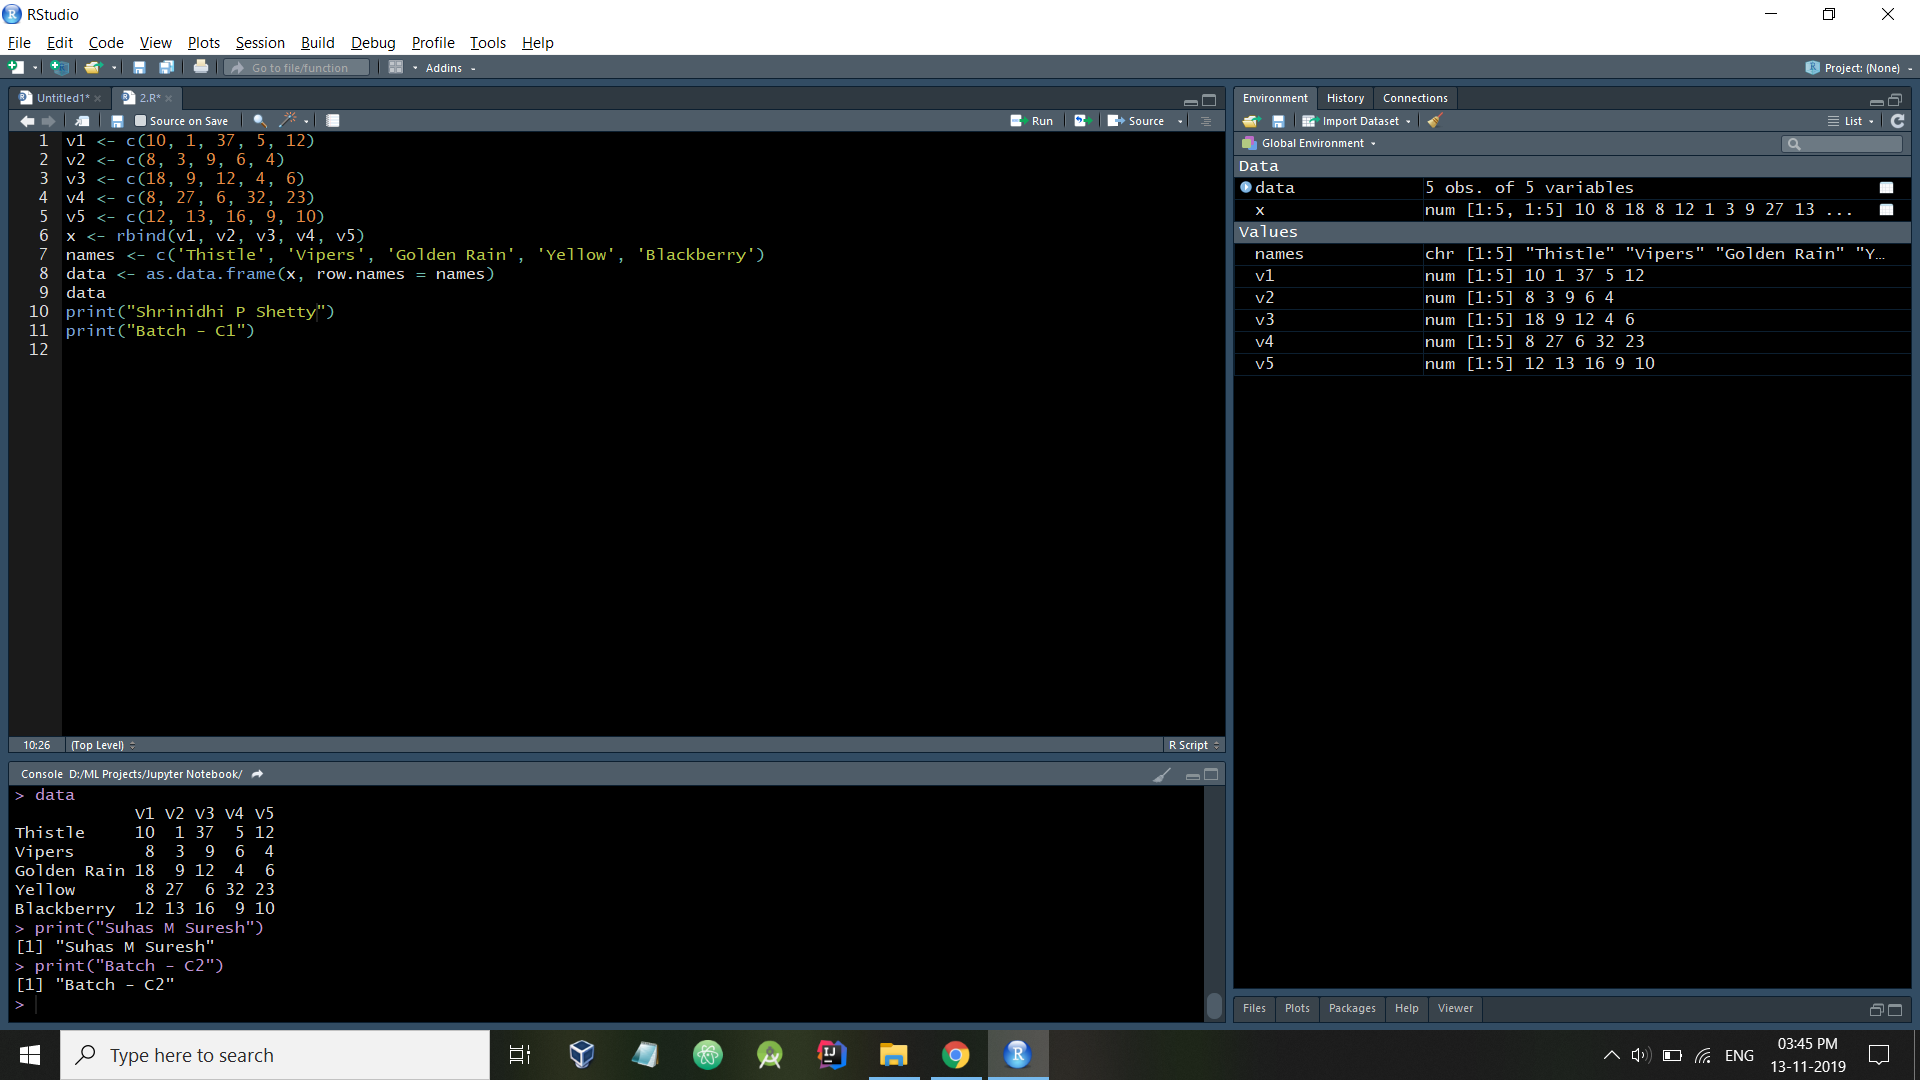 RStudio
File Edit Code View Plots Session Build Debug Profile Tools Help
Go to file/function Addins Project: (None)
Untitled1* 2.R*
Source on Save Run Source
1 v1 <- c(10, 1, 37, 5, 12)
2 v2 <- c(8, 3, 9, 6, 4)
3 v3 <- c(18, 9, 12, 4, 6)
4 v4 <- c(8, 27, 6, 32, 23)
5 v5 <- c(12, 13, 16, 9, 10)
6 x <- rbind(v1, v2, v3, v4, v5)
7 names <- c('Thistle', 'Vipers', 'Golden Rain', 'Yellow', 'Blackberry')
8 data <- as.data.frame(x, row.names = names)
9 data
10 print("Shrinidhi P Shetty")
11 print("Batch - C1")
12
10:26 (Top Level) R Script
Console D:/ML Projects/Jupyter Notebook/
> data
V1 V2 V3 V4 V5
Thistle 10 1 37 5 12
Vipers 8 3 9 6 4
Golden Rain 18 9 12 4 6
Yellow 8 27 6 32 23
Blackberry 12 13 16 9 10
> print("Suhas M Suresh")
[1] "Suhas M Suresh"
> print("Batch - C2")
[1] "Batch - C2"
>
Environment History Connections
Import Dataset List
Global Environment
Data
data 5 obs. of 5 variables
x num [1:5, 1:5] 10 8 18 8 12 1 3 9 27 13 ...
Values
names chr [1:5] "Thistle" "Vipers" "Golden Rain" "Y…
v1 num [1:5] 10 1 37 5 12
v2 num [1:5] 8 3 9 6 4
v3 num [1:5] 18 9 12 4 6
v4 num [1:5] 8 27 6 32 23
v5 num [1:5] 12 13 16 9 10
Files Plots Packages Help Viewer
Type here to search
ENG
03:45 PM
13-11-2019